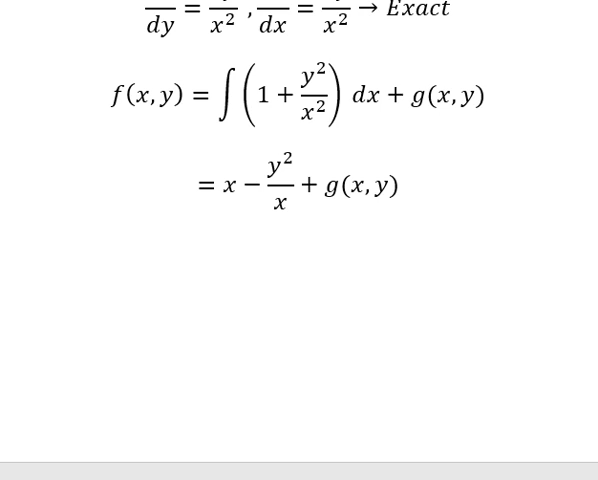 dy = x² , dx = x² → Exact
f(x, y) = ∫ (1 + y²/x²) dx + g(x, y)
= x − y²/x + g(x, y)